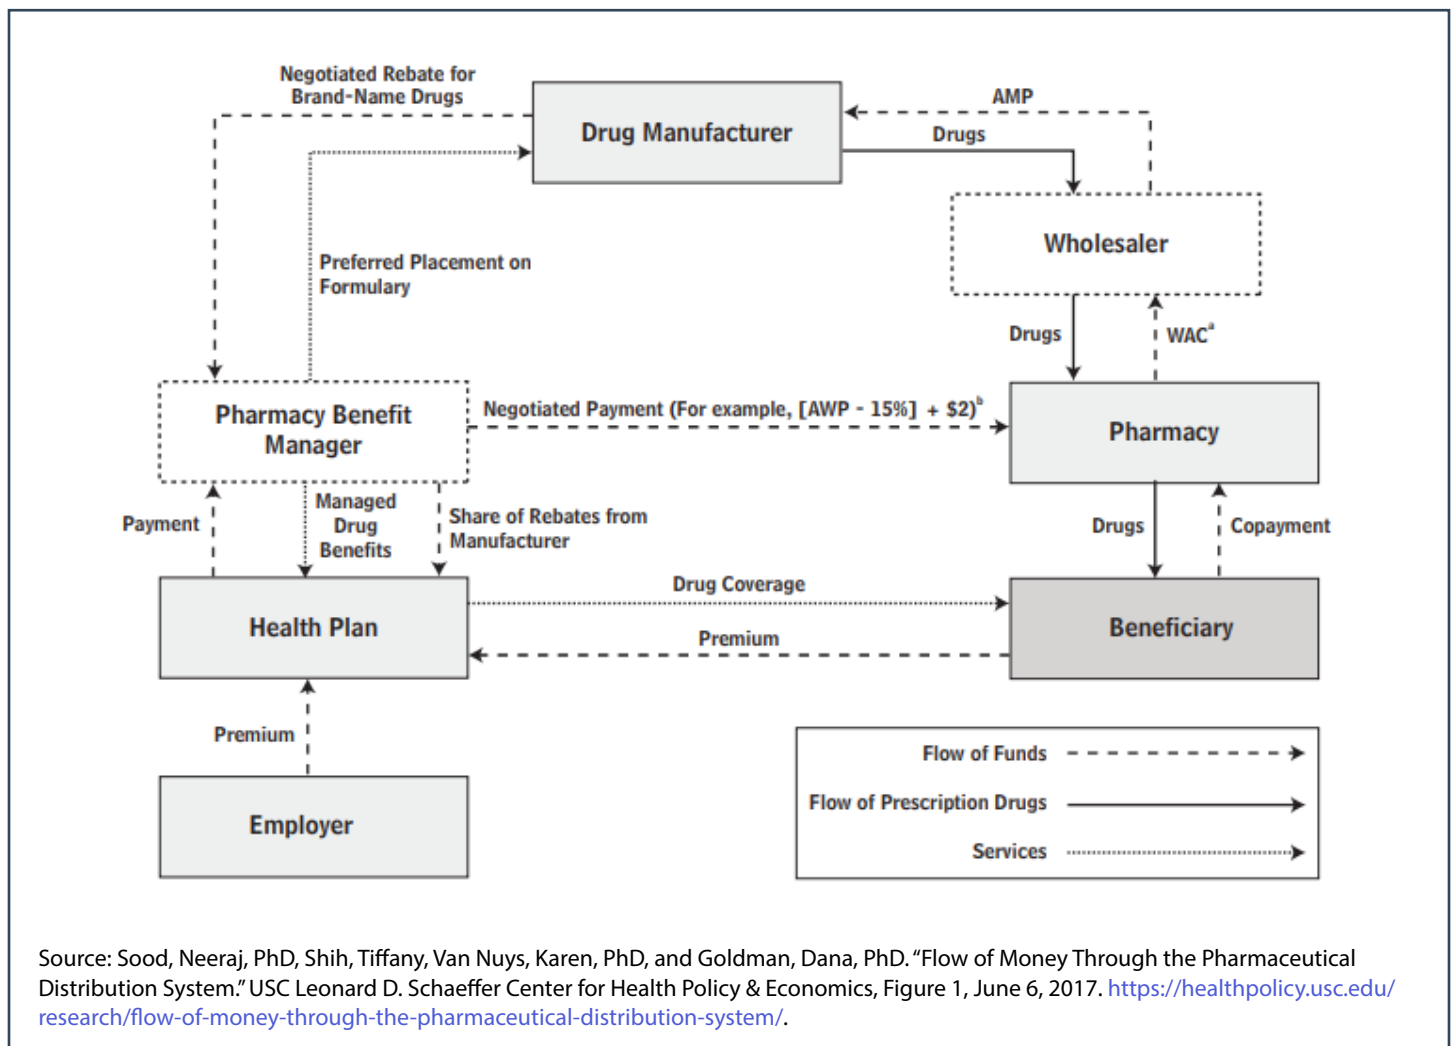 Negotiated Rebate for
Brand-Name Drugs
Drug Manufacturer
AMP
Drugs
Wholesaler
Preferred Placement on
Formulary
Drugs
WACᵃ
Pharmacy Benefit
Manager
Negotiated Payment (For example, [AWP - 15%] + $2)ᵇ
Pharmacy
Payment
Managed
Drug
Benefits
Share of Rebates from
Manufacturer
Drugs
Copayment
Health Plan
Drug Coverage
Premium
Beneficiary
Premium
Employer
Flow of Funds
Flow of Prescription Drugs
Services
Source: Sood, Neeraj, PhD, Shih, Tiffany, Van Nuys, Karen, PhD, and Goldman, Dana, PhD. “Flow of Money Through the Pharmaceutical
Distribution System.” USC Leonard D. Schaeffer Center for Health Policy & Economics, Figure 1, June 6, 2017. https://healthpolicy.usc.edu/
research/flow-of-money-through-the-pharmaceutical-distribution-system/.